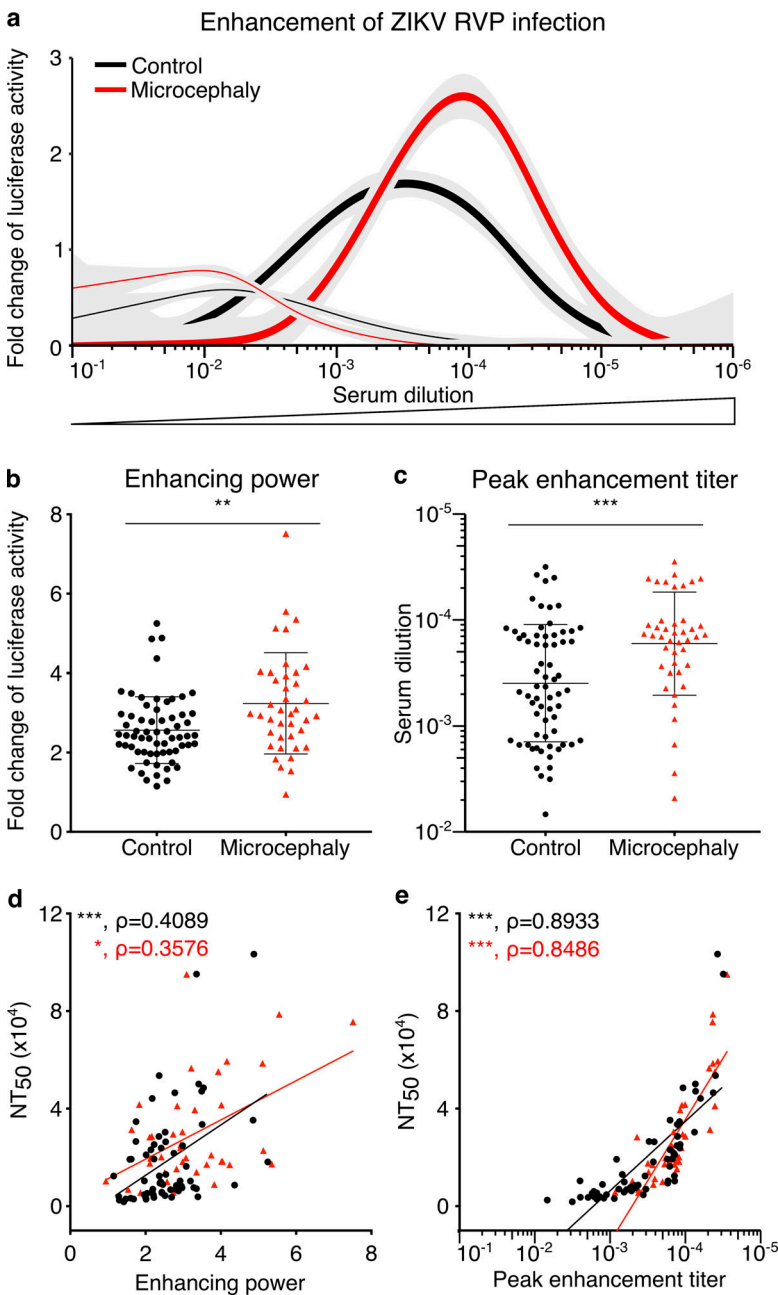 a Enhancement of ZIKV RVP infection
Fold change of luciferase activity
3
2
1
0
Control
Microcephaly
10-1 10-2 10-3 10-4 10-5 10-6
Serum dilution
b Enhancing power
**
Fold change of luciferase activity
8
6
4
2
0
Control Microcephaly
c Peak enhancement titer
***
Serum dilution
10-5
10-4
10-3
10-2
Control Microcephaly
d
***, ρ=0.4089
*, ρ=0.3576
NT50 (x10⁴)
12
8
4
0
0 2 4 6 8
Enhancing power
e
***, ρ=0.8933
***, ρ=0.8486
NT50 (x10⁴)
12
8
4
0
10-1 10-2 10-3 10-4 10-5
Peak enhancement titer